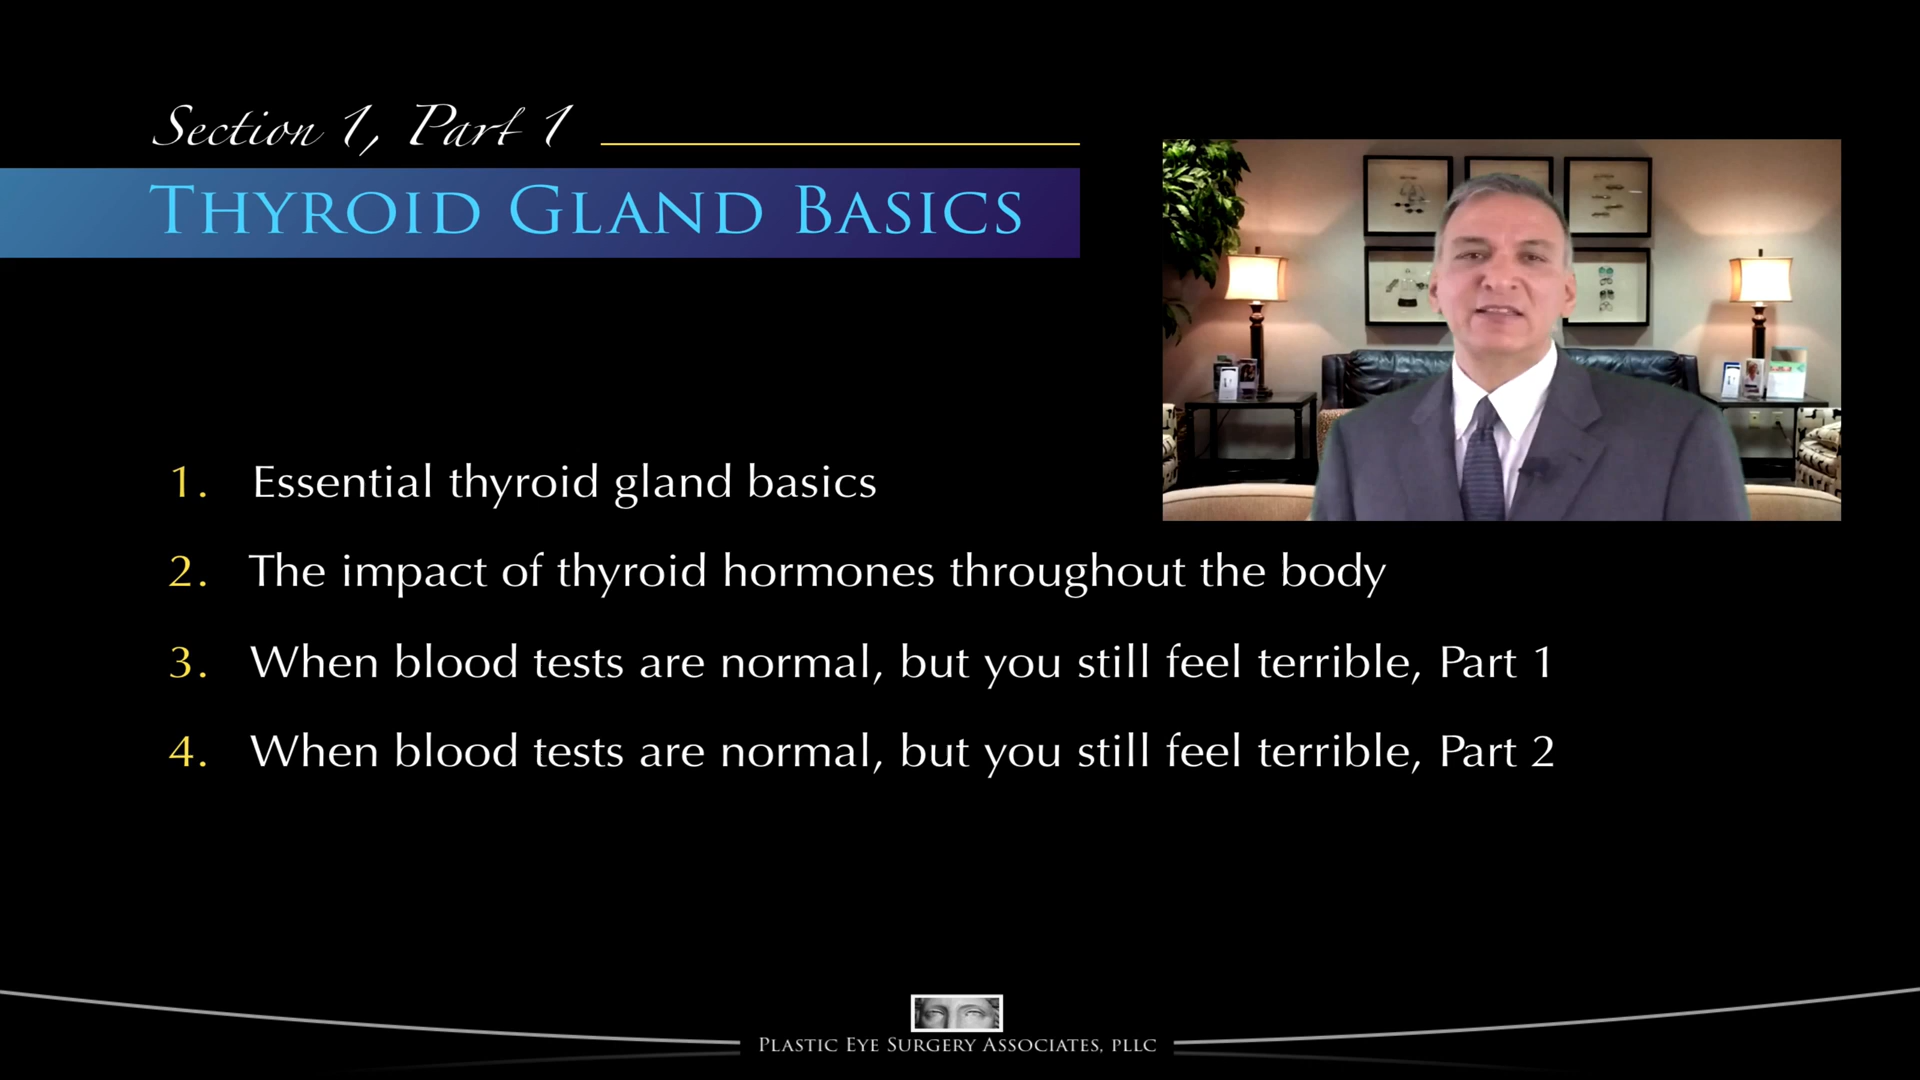 Section 1, Part 1
THYROID GLAND BASICS
1. Essential thyroid gland basics
2. The impact of thyroid hormones throughout the body
3. When blood tests are normal, but you still feel terrible, Part 1
4. When blood tests are normal, but you still feel terrible, Part 2
PLASTIC EYE SURGERY ASSOCIATES, PLLC